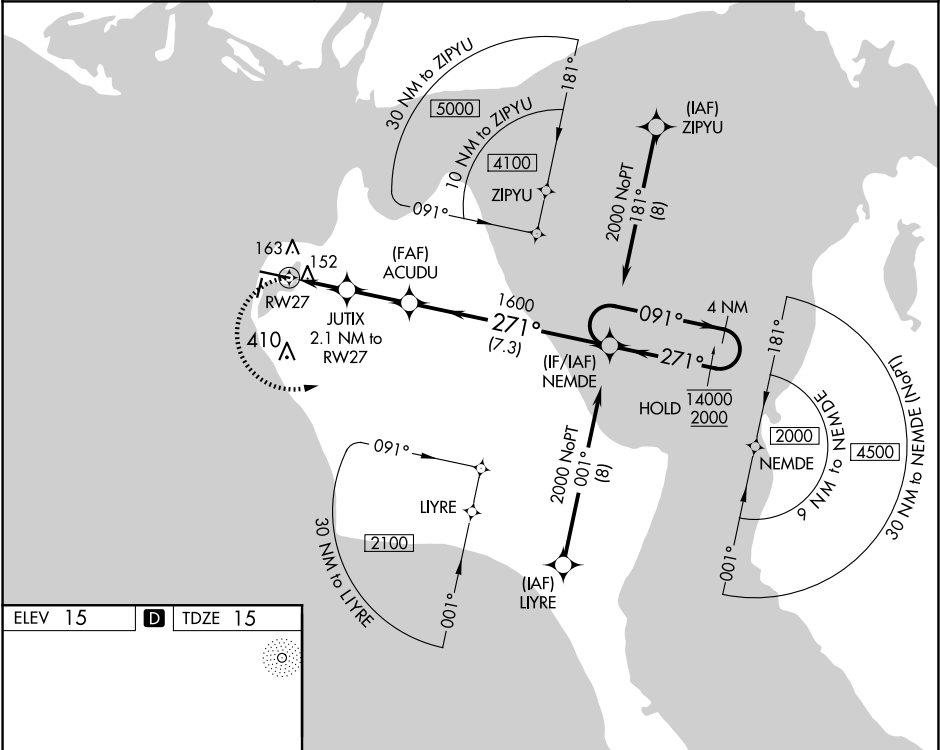 30 NM to ZIPYU
5000
181°
10 NM to ZIPYU
4100
ZIPYU
091°
(IAF)
ZIPYU
2000 NoPT
181°
(8)
163
152
RW27
JUTIX
2.1 NM to
RW27
(FAF)
ACUDU
1600
271°
(7.3)
410
091°
4 NM
271°
(IF/IAF)
NEMDE
HOLD
14000
2000
181°
2000
9 NM to NEMDE
NEMDE
4500
30 NM to NEMDE (NoPT)
001°
2000 NoPT
001°
(8)
(IAF)
LIYRE
091°
LIYRE
2100
30 NM to LIYRE
001°
ELEV 15
D
TDZE 15